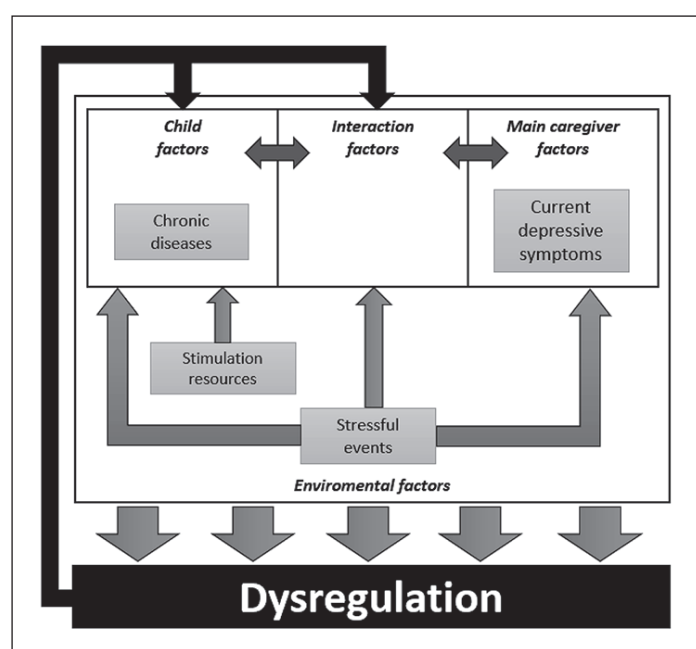 Child
factors
Interaction
factors
Main caregiver
factors
Chronic
diseases
Current
depressive
symptoms
Stimulation
resources
Stressful
events
Enviromental factors
Dysregulation